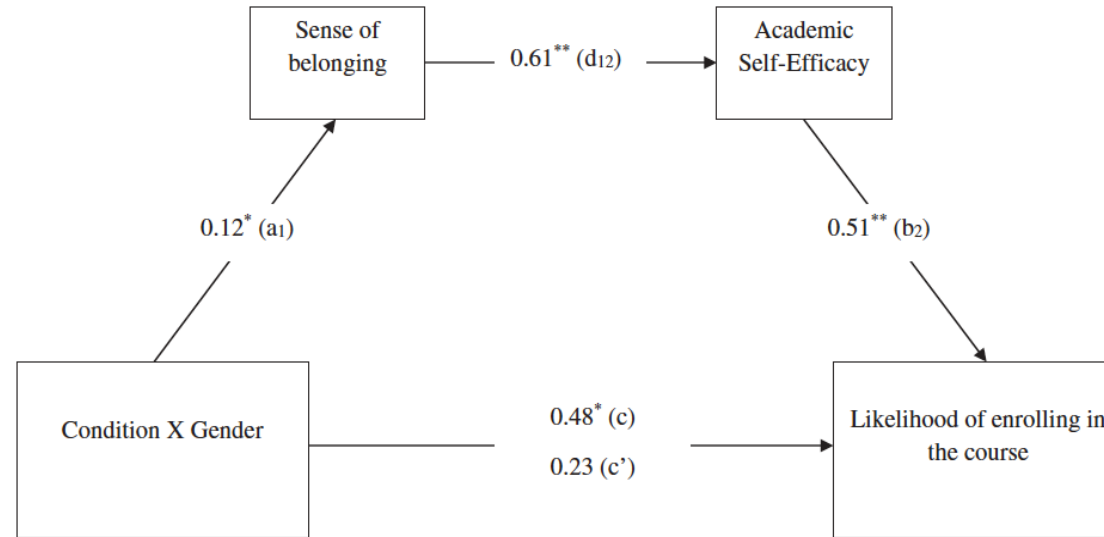 Sense of
belonging
0.61** (d12)
Academic
Self-Efficacy
0.12* (a1)
0.51** (b2)
Condition X Gender
0.48* (c)
0.23 (c’)
Likelihood of enrolling in
the course